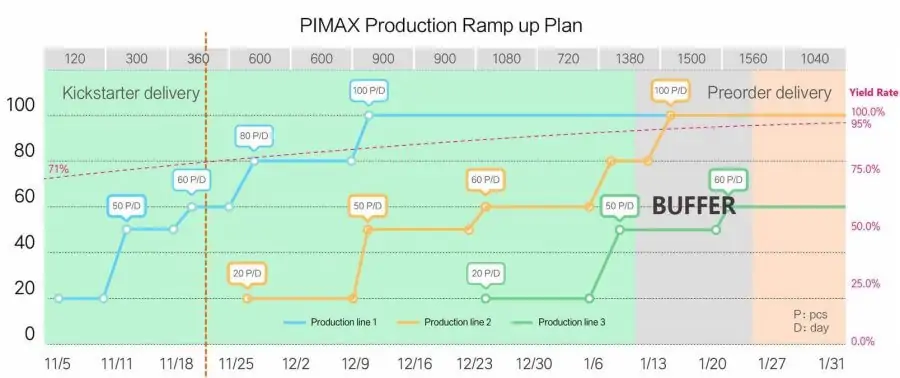 PIMAX Production Ramp up Plan
120 300 360 600 600 900 900 1080 720 1380 1500 1560 1040
Kickstarter delivery
Preorder delivery
Yield Rate
100 P/D
100 P/D
100
100.0%
95%
80 P/D
80
71%
75.0%
60 P/D
60 P/D
60 P/D
60
50 P/D
50 P/D
50 P/D
BUFFER
50.0%
40
20 P/D
20 P/D
20
25.0%
Production line 1 Production line 2 Production line 3
P: pcs
D: day
0
0.0%
11/5 11/11 11/18 11/25 12/2 12/9 12/16 12/23 12/30 1/6 1/13 1/20 1/27 1/31